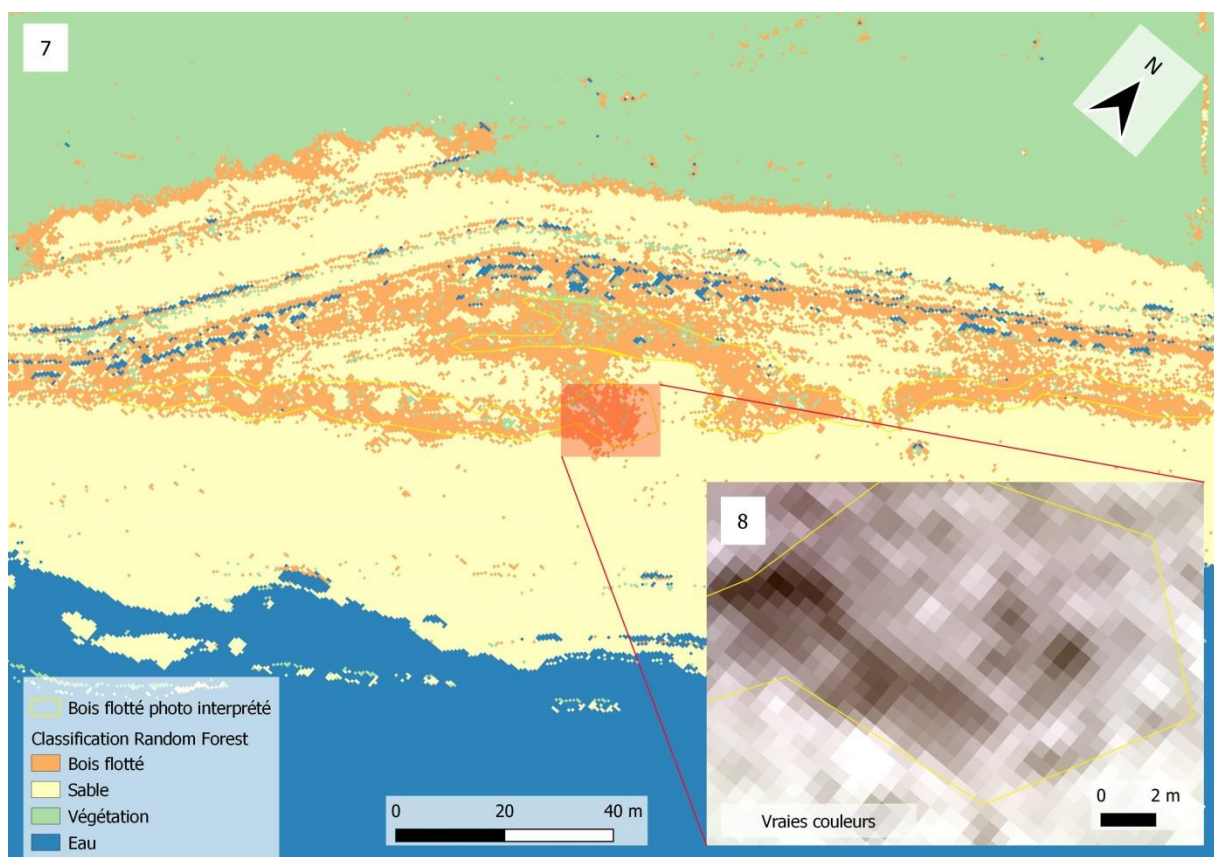 7
N
8
Bois flotté photo interprété
Classification Random Forest
Bois flotté
Sable
Végétation
Eau
0 20 40 m
Vraies couleurs
0 2 m